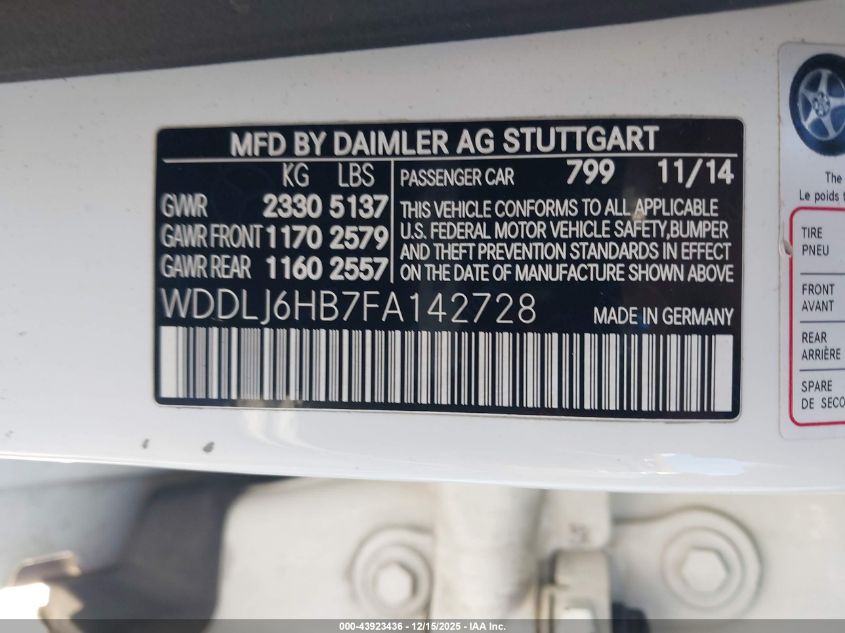 MFD BY DAIMLER AG STUTTGART
KG LBS
GVWR 2330 5137
GAWR FRONT 1170 2579
GAWR REAR 1160 2557
PASSENGER CAR 799 11/14
THIS VEHICLE CONFORMS TO ALL APPLICABLE
U.S. FEDERAL MOTOR VEHICLE SAFETY,BUMPER
AND THEFT PREVENTION STANDARDS IN EFFECT
ON THE DATE OF MANUFACTURE SHOWN ABOVE
WDDLJ6HB7FA142728 MADE IN GERMANY
The
Le poids
TIRE
PNEU
FRONT
AVANT
REAR
ARRIÈRE
SPARE
DE
000-43923436 - 12/15/2025 - IAA Inc.